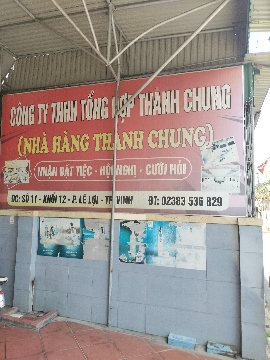 CÔNG TY TNHH TỔNG HỢP THÀNH CHUNG
(NHÀ HÀNG THÀNH CHUNG)
NHẬN ĐẶT TIỆC - HỘI NGHỊ - CƯỚI HỎI
ĐC: SỐ 11 - KHỐI 12 - P. LÊ LỢI - TP. VINH ĐT: 02383 536 829